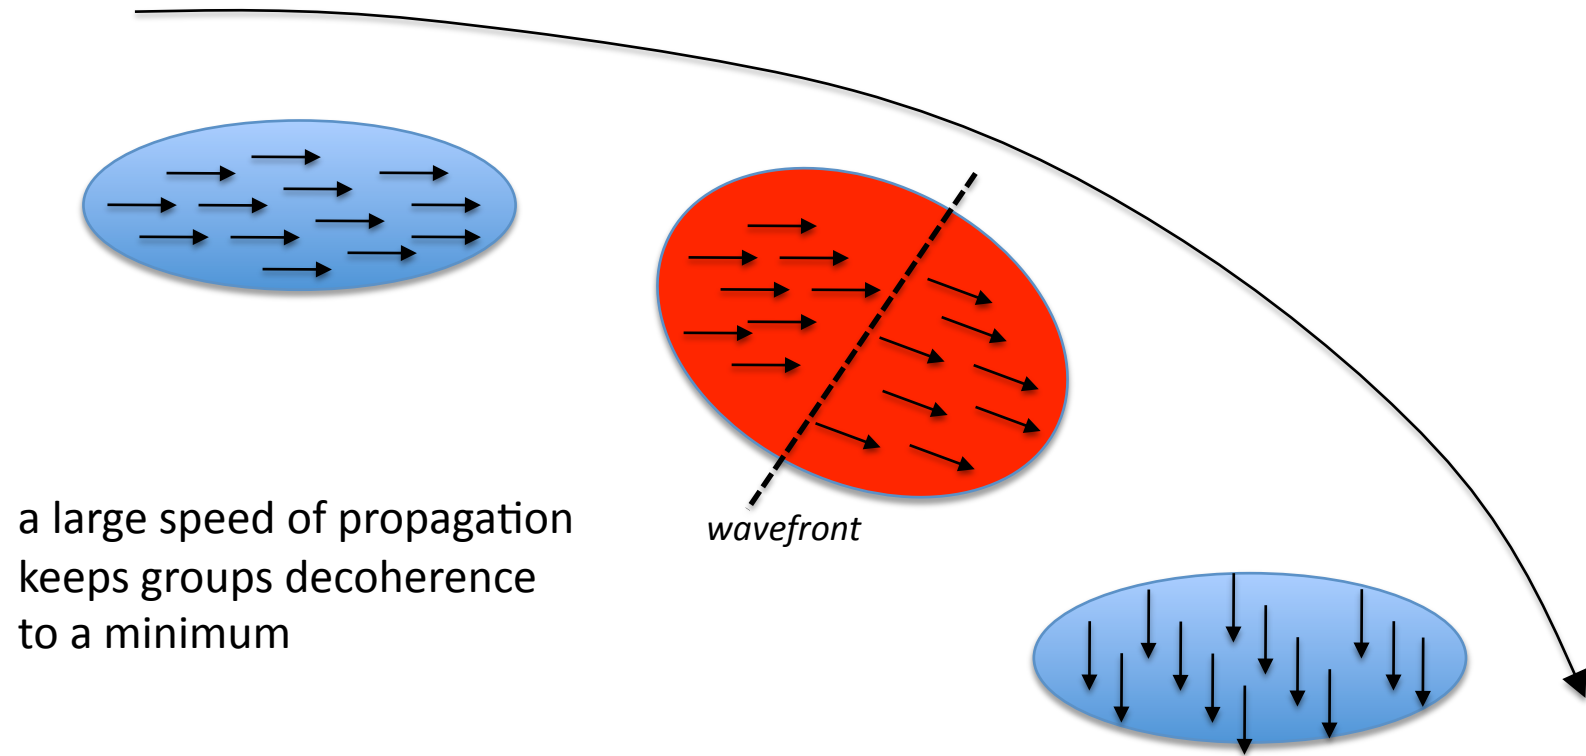 a large speed of propagation
keeps groups decoherence
to a minimum
wavefront